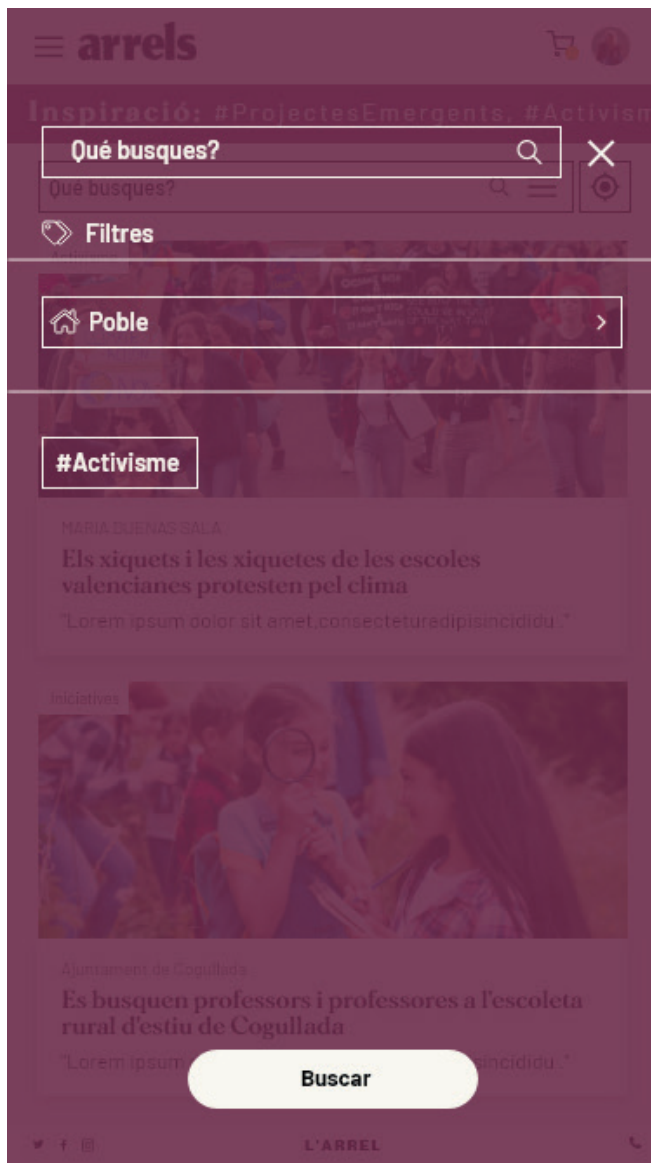 arrels
Inspiració: #ProjectesEmergents, #Activism
Qué busques?
Qué busques?
Filtres
Poble
#Activisme
MARIA BUENAS SALA
Els xiquets i les xiquetes de les escoles
valencianes protesten pel clima
"Lorem ipsum dolor sit amet,consecteturadipisincididu.."
Iniciatives
Ajuntament de Cogullada
Es busquen professors i professores a l'escoleta
rural d'estiu de Cogullada
"Lorem ipsum sincididu.."
Buscar
L'ARREL